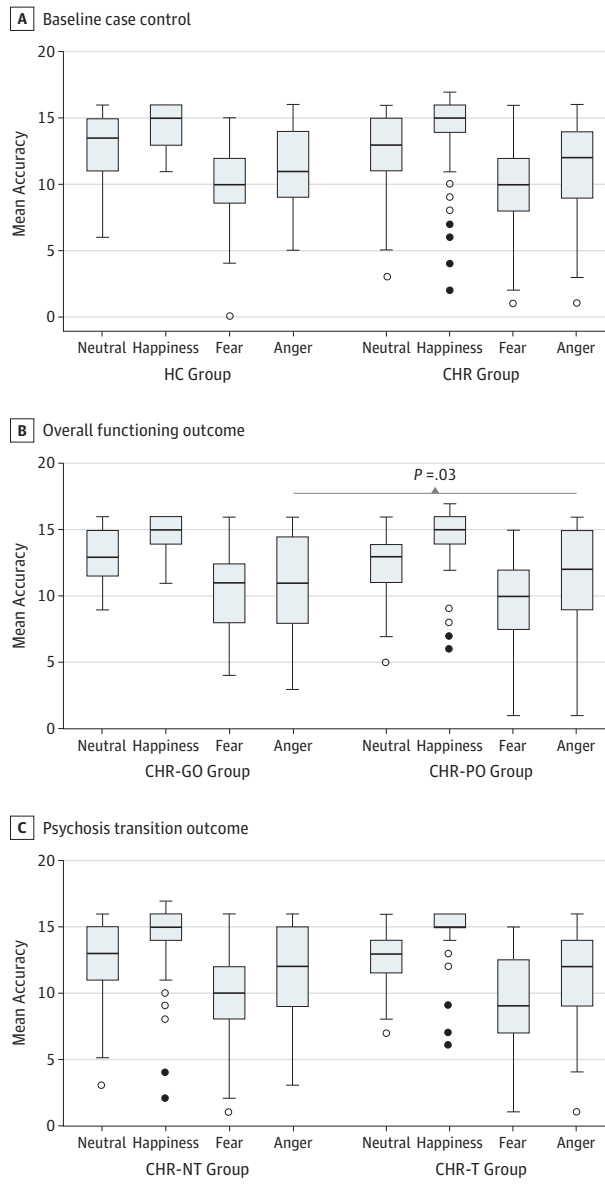 A Baseline case control
20
15
10
5
0
Mean Accuracy
Neutral Happiness Fear Anger Neutral Happiness Fear Anger
HC Group CHR Group
B Overall functioning outcome
20
15
10
5
0
Mean Accuracy
P =.03
Neutral Happiness Fear Anger Neutral Happiness Fear Anger
CHR-GO Group CHR-PO Group
C Psychosis transition outcome
20
15
10
5
0
Mean Accuracy
Neutral Happiness Fear Anger Neutral Happiness Fear Anger
CHR-NT Group CHR-T Group